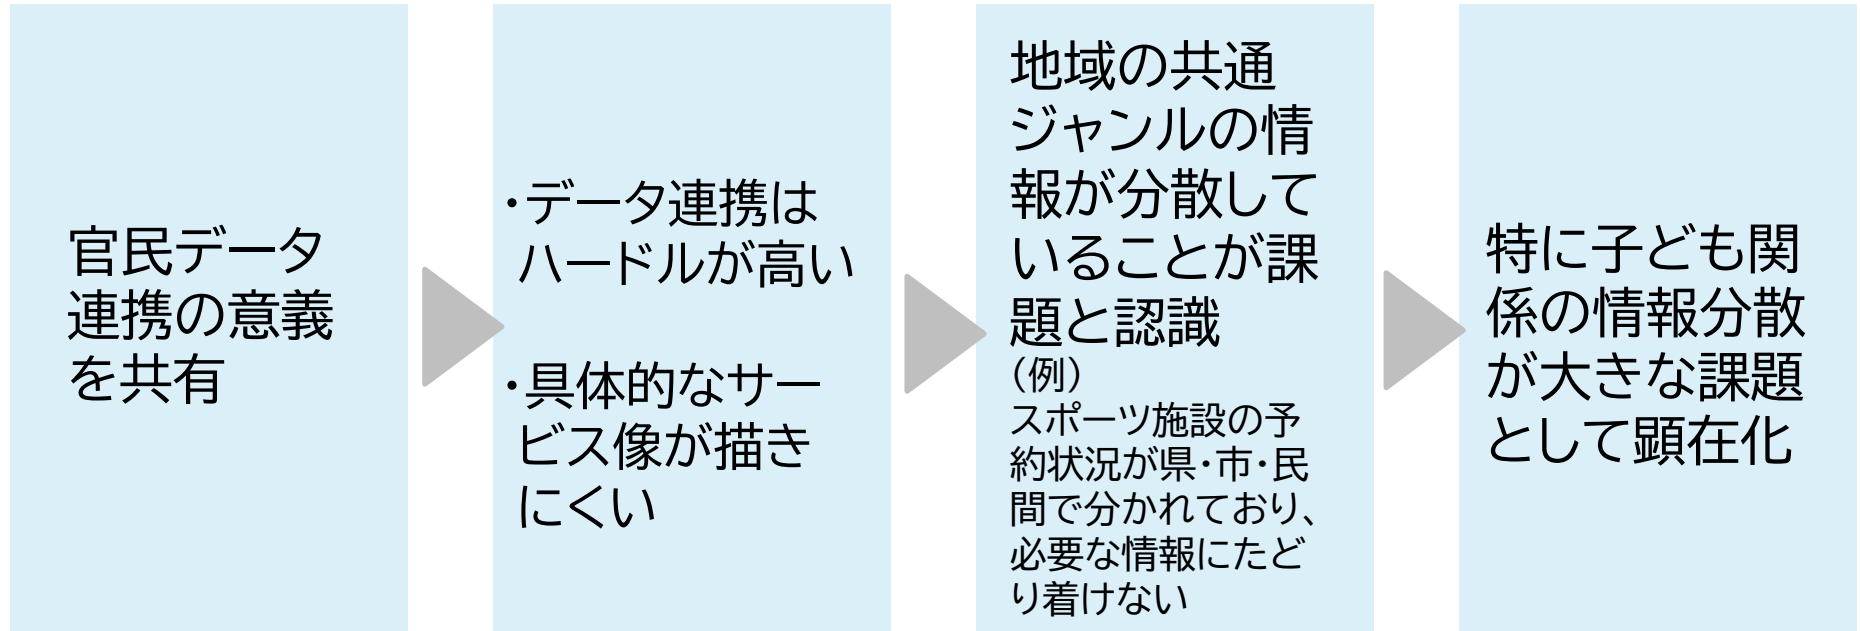 官民データ
連携の意義
を共有
・データ連携は
ハードルが高い
・具体的なサー
ビス像が描き
にくい
地域の共通
ジャンルの情
報が分散して
いることが課
題と認識
（例）
スポーツ施設の予
約状況が県・市・民
間で分かれており、
必要な情報にたど
り着けない
特に子ども関
係の情報分散
が大きな課題
として顕在化